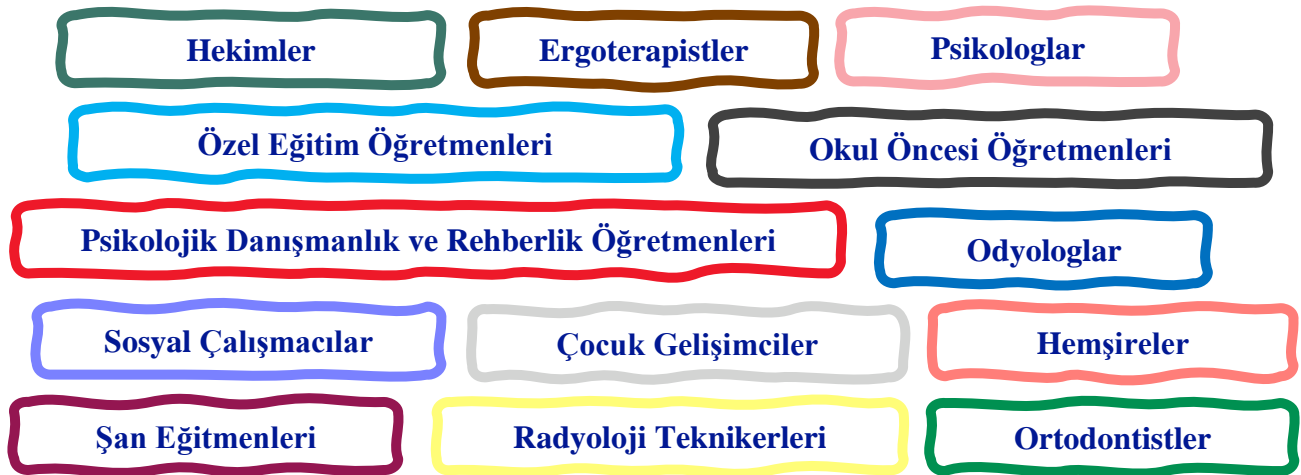 Hekimler
Ergoterapistler
Psikologlar
Özel Eğitim Öğretmenleri
Okul Öncesi Öğretmenleri
Psikolojik Danışmanlık ve Rehberlik Öğretmenleri
Odyologlar
Sosyal Çalışmacılar
Çocuk Gelişimciler
Hemşireler
Şan Eğitmenleri
Radyoloji Teknikerleri
Ortodontistler